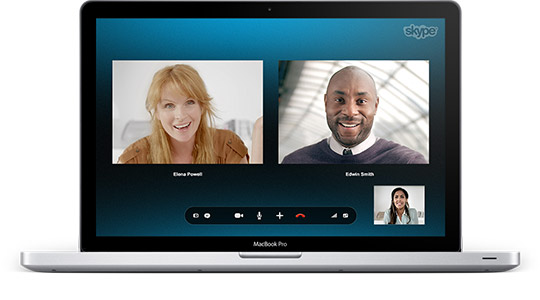 skype
Elena Powell
Edwin Smith
MacBook Pro